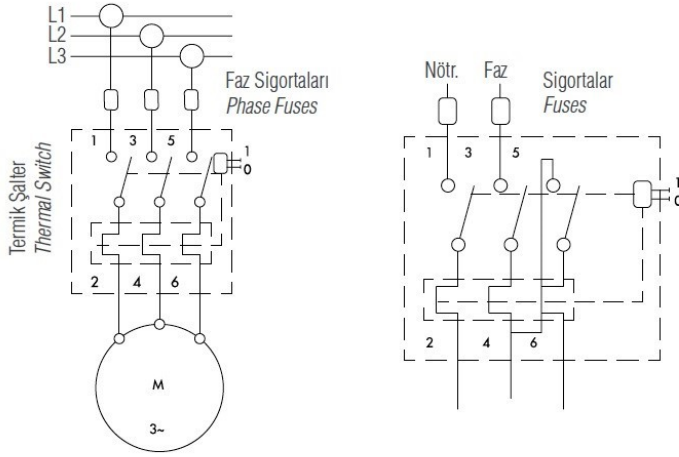 L1
L2
L3
Faz Sigortaları
Phase Fuses
Termik Şalter
Thermal Switch
1 3 5
1
0
2 4 6
M
3~
Nötr. Faz
Sigortalar
Fuses
1 3 5
1
0
2 4 6